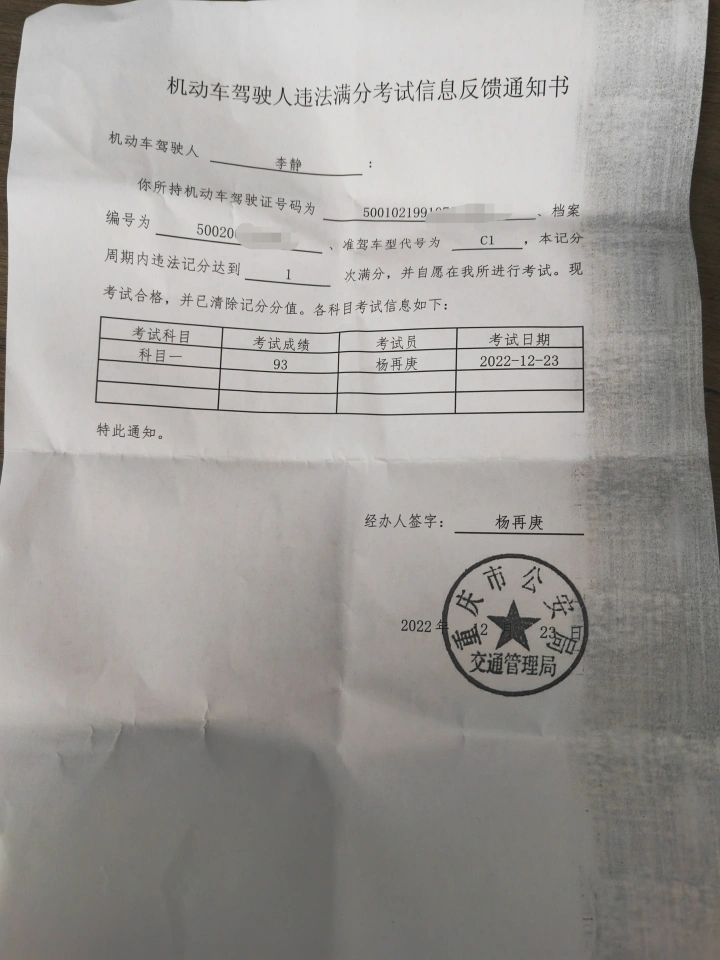 机动车驾驶人违法满分考试信息反馈通知书
机动车驾驶人 李静 :
你所持机动车驾驶证号码为 500102199 、档案
编号为 50020 、准驾车型代号为 C1 ,本记分
周期内违法记分达到 1 次满分,并自愿在我所进行考试。现
考试合格,并已清除记分分值。各科目考试信息如下:
考试科目 考试成绩 考试员 考试日期
科目一 93 杨再庚 2022-12-23
特此通知。
经办人签字: 杨再庚
重庆市公安局
2022 年 12 23 日
交通管理局